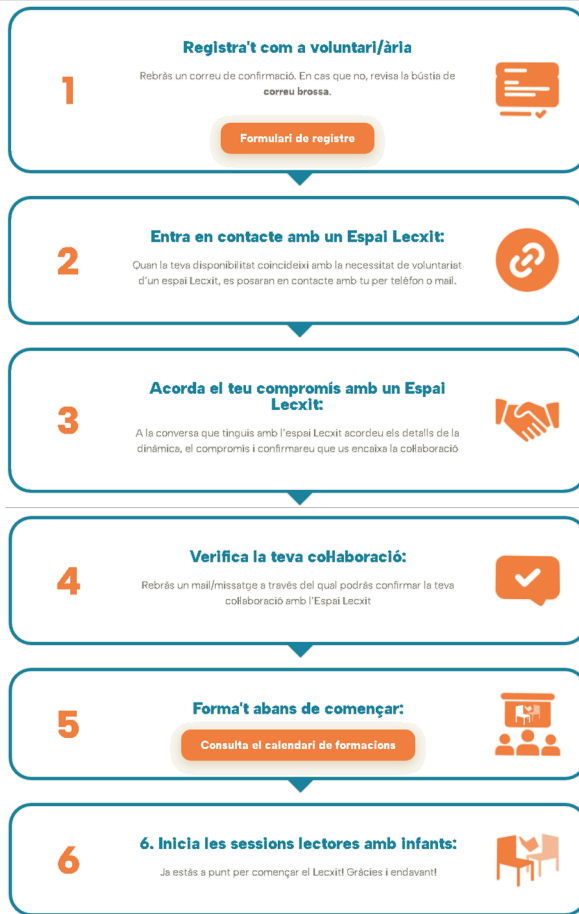 1
Registra't com a voluntari/ària
Rebràs un correu de confirmació. En cas que no, revisa la bústia de
correu brossa.
Formulari de registre
2
Entra en contacte amb un Espai Lecxit:
Quan la teva disponibilitat coincideixi amb la necessitat de voluntariat
d'un espai Lecxit, es posaran en contacte amb tu per telèfon o mail.
3
Acorda el teu compromís amb un Espai
Lecxit:
A la conversa que tinguis amb l'espai Lecxit acordeu els detalls de la
dinàmica, el compromís i confirmareu que us encaixa la col·laboració
4
Verifica la teva col·laboració:
Rebràs un mail/missatge a través del qual podràs confirmar la teva
col·laboració amb l'Espai Lecxit
5
Forma't abans de començar:
Consulta el calendari de formacions
6
6. Inicia les sessions lectores amb infants:
Ja estàs a punt per començar el Lecxit! Gràcies i endavant!